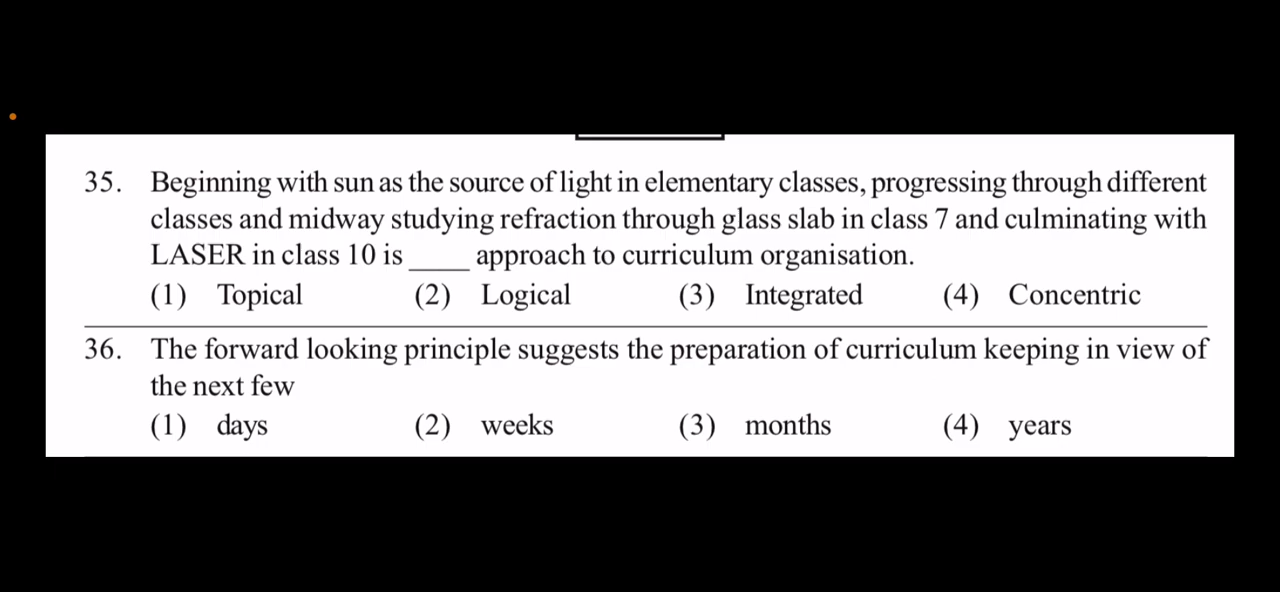 35. Beginning with sun as the source of light in elementary classes, progressing through different
classes and midway studying refraction through glass slab in class 7 and culminating with
LASER in class 10 is ____ approach to curriculum organisation.
(1) Topical (2) Logical (3) Integrated (4) Concentric
36. The forward looking principle suggests the preparation of curriculum keeping in view of
the next few
(1) days (2) weeks (3) months (4) years